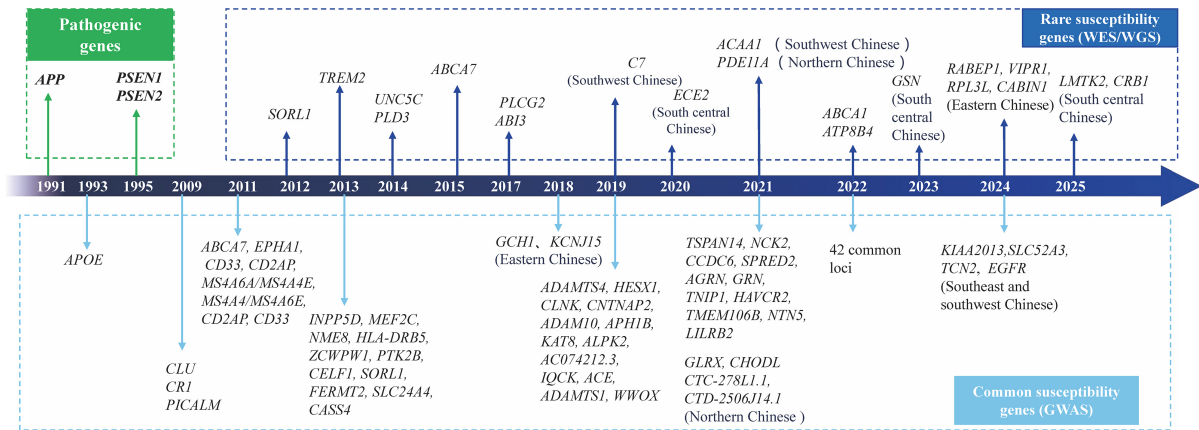 Pathogenic
genes
APP
PSEN1
PSEN2
Rare susceptibility
genes (WES/WGS)
SORL1
TREM2
UNC5C
PLD3
ABCA7
PLCG2
ABI3
C7
(Southwest Chinese)
ECE2
(South central
Chinese)
ACAA1 (Southwest Chinese)
PDE11A (Northern Chinese)
ABCA1
ATP8B4
GSN
(South
central
Chinese)
RABEP1, VIPR1,
RPL3L, CABIN1
(Eastern Chinese)
LMTK2, CRB1
(South central
Chinese)
1991 1993 1995 2009 2011 2012 2013 2014 2015 2017 2018 2019 2020 2021 2022 2023 2024 2025
APOE
CLU
CR1
PICALM
ABCA7, EPHA1,
CD33, CD2AP,
MS4A6A/MS4A4E,
MS4A4/MS4A6E,
CD2AP, CD33
INPP5D, MEF2C,
NME8, HLA-DRB5,
ZCWPW1, PTK2B,
CELF1, SORL1,
FERMT2, SLC24A4,
CASS4
GCH1、KCNJ15
(Eastern Chinese)
ADAMTS4, HESX1,
CLNK, CNTNAP2,
ADAM10, APH1B,
KAT8, ALPK2,
AC074212.3,
IQCK, ACE,
ADAMTS1, WWOX
TSPAN14, NCK2,
CCDC6, SPRED2,
AGRN, GRN,
TNIP1, HAVCR2,
TMEM106B, NTN5,
LILRB2
GLRX, CHODL
CTC-278L1.1,
CTD-2506J14.1
(Northern Chinese)
42 common
loci
KIAA2013,SLC52A3,
TCN2, EGFR
(Southeast and
southwest Chinese)
Common susceptibility
genes (GWAS)